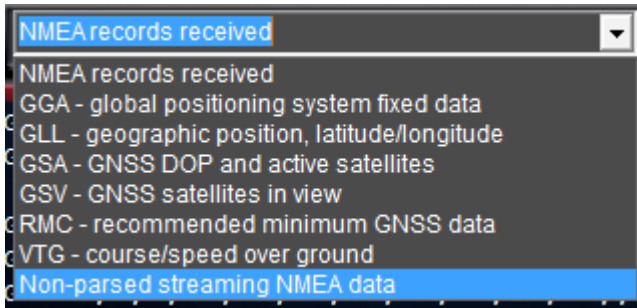 NMEA records received
NMEA records received
GGA - global positioning system fixed data
GLL - geographic position, latitude/longitude
GSA - GNSS DOP and active satellites
GSV - GNSS satellites in view
RMC - recommended minimum GNSS data
VTG - course/speed over ground
Non-parsed streaming NMEA data